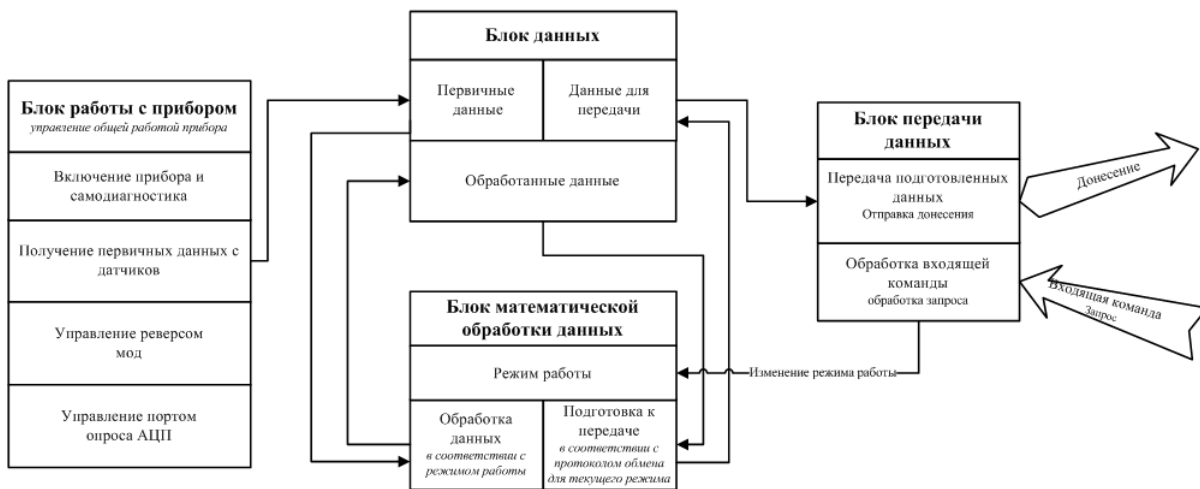 Блок работы с прибором
управление общей работой прибора
Включение прибора и
самодиагностика
Получение первичных данных с
датчиков
Управление реверсом
мод
Управление портом
опроса АЦП
Блок данных
Первичные
данные
Данные для
передачи
Обработанные данные
Блок математической
обработки данных
Режим работы
Обработка
данных
в соответствии с
режимом работы
Подготовка к
передаче
в соответствии с
протоколом обмена
для текущего режима
Изменение режима работы
Блок передачи
данных
Передача подготовленных
данных
Отправка донесения
Обработка входящей
команды
обработка запроса
Донесение
Входящая команда
Запрос